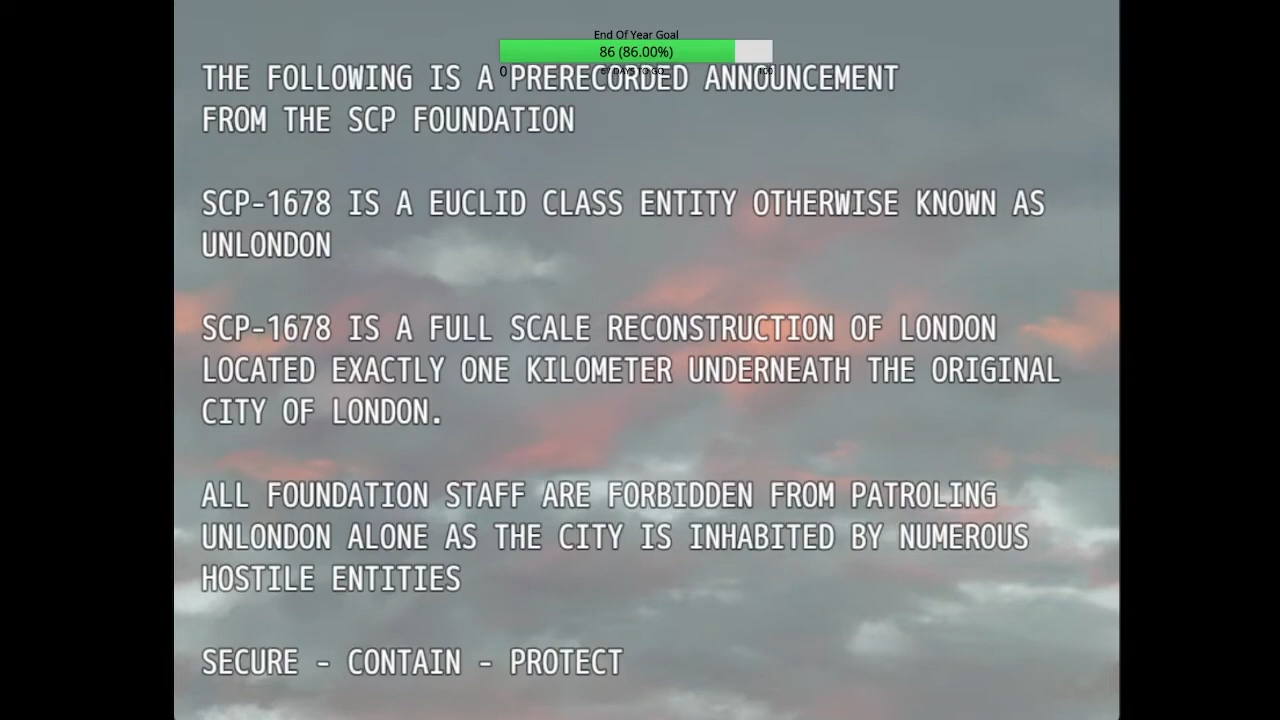 End Of Year Goal
86 (86.00%)
0
100
THE FOLLOWING IS A PRERECORDED ANNOUNCEMENT
FROM THE SCP FOUNDATION
SCP-1678 IS A EUCLID CLASS ENTITY OTHERWISE KNOWN AS
UNLONDON
SCP-1678 IS A FULL SCALE RECONSTRUCTION OF LONDON
LOCATED EXACTLY ONE KILOMETER UNDERNEATH THE ORIGINAL
CITY OF LONDON.
ALL FOUNDATION STAFF ARE FORBIDDEN FROM PATROLING
UNLONDON ALONE AS THE CITY IS INHABITED BY NUMEROUS
HOSTILE ENTITIES
SECURE - CONTAIN - PROTECT